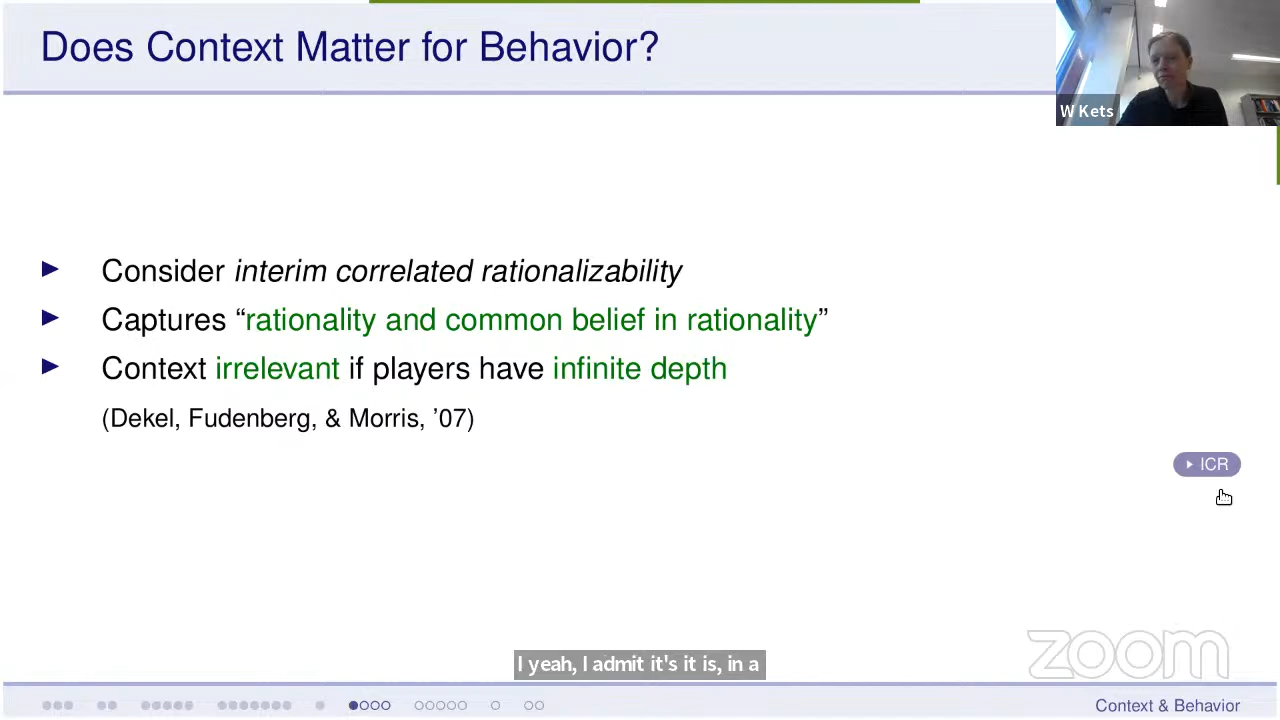 Does Context Matter for Behavior?
W Kets
Consider interim correlated rationalizability
Captures “rationality and common belief in rationality”
Context irrelevant if players have infinite depth
(Dekel, Fudenberg, & Morris, ’07)
ICR
zoom
I yeah, I admit it's it is, in a
Context & Behavior